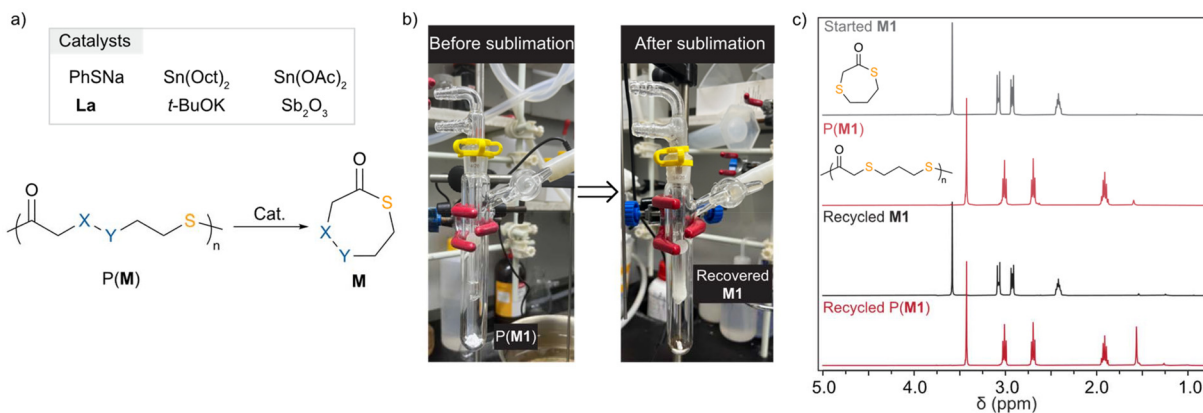 a)
Catalysts
PhSNa Sn(Oct)2 Sn(OAc)2
La t-BuOK Sb2O3
O
X
Y
S
n
Cat.
P(M)
O
S
X
Y
M
b)
Before sublimation
After sublimation
P(M1)
Recovered
M1
c)
Started M1
O
S
S
P(M1)
O
S
S
n
Recycled M1
Recycled P(M1)
5.0 4.0 3.0 2.0 1.0
δ (ppm)